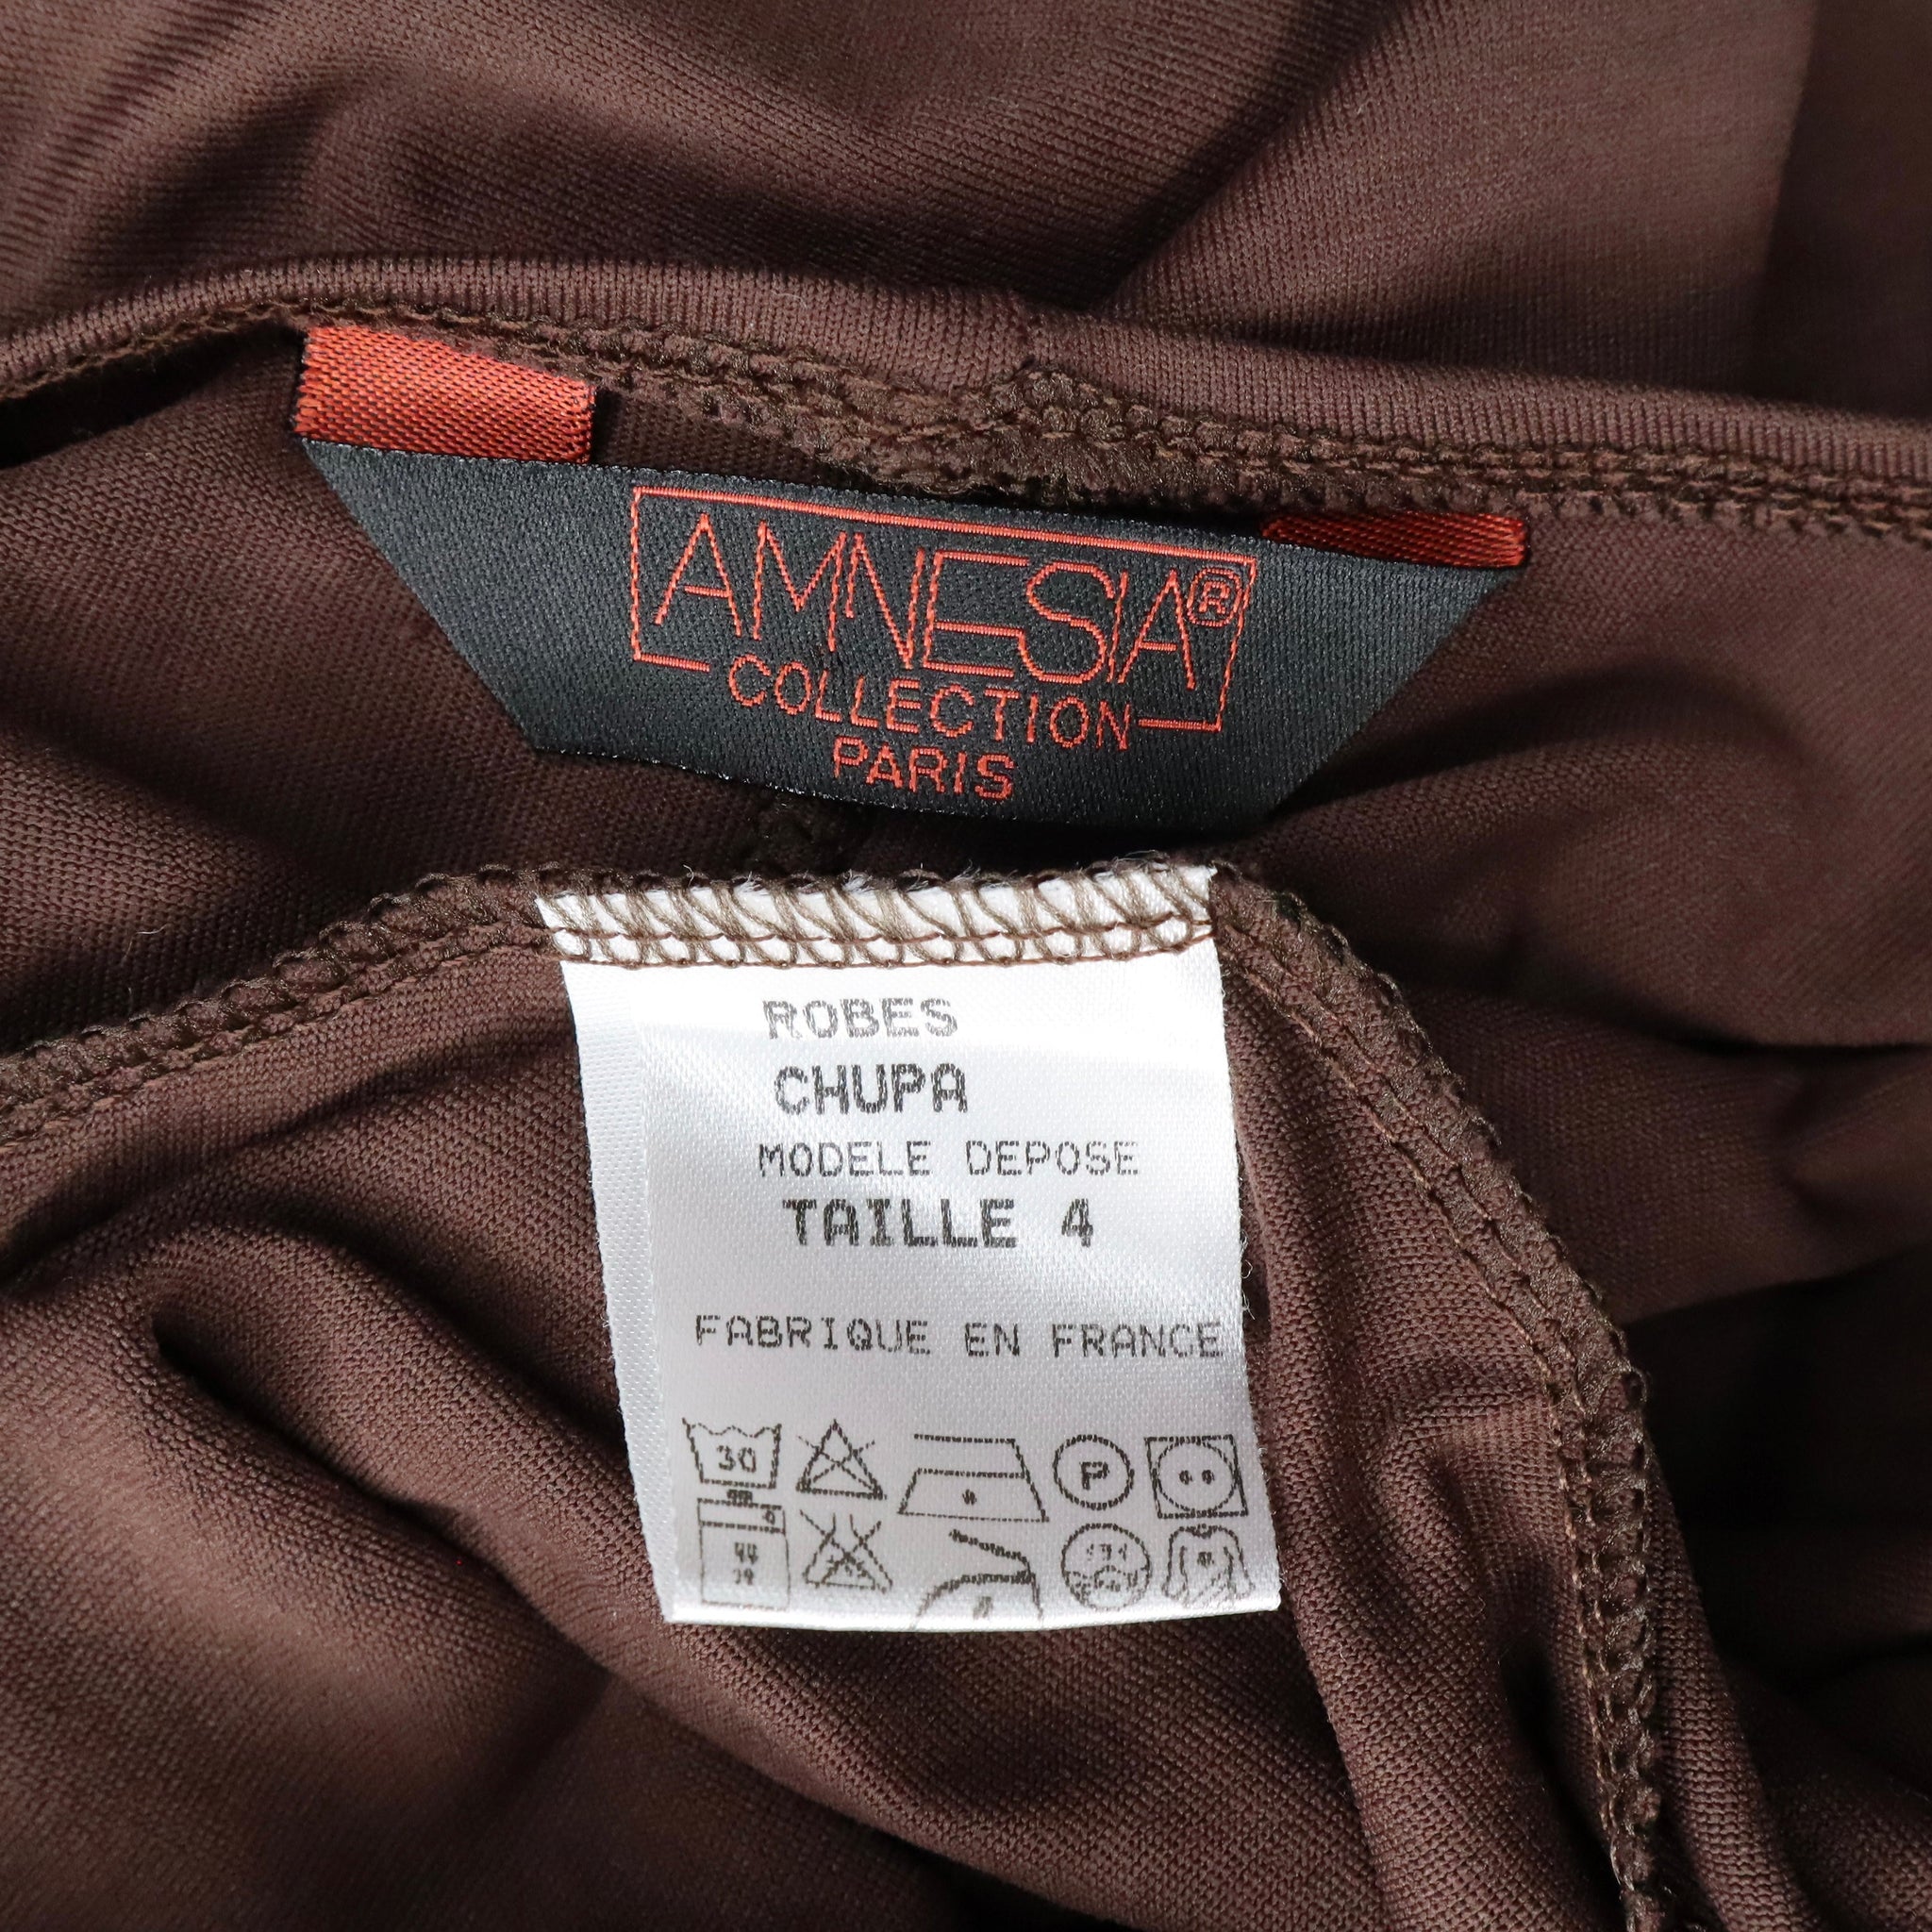 AMNESIA®
COLLECTION
PARIS
ROBES
CHUPA
MODELE DEPOSE
TAILLE 4
FABRIQUE EN FRANCE
30
P